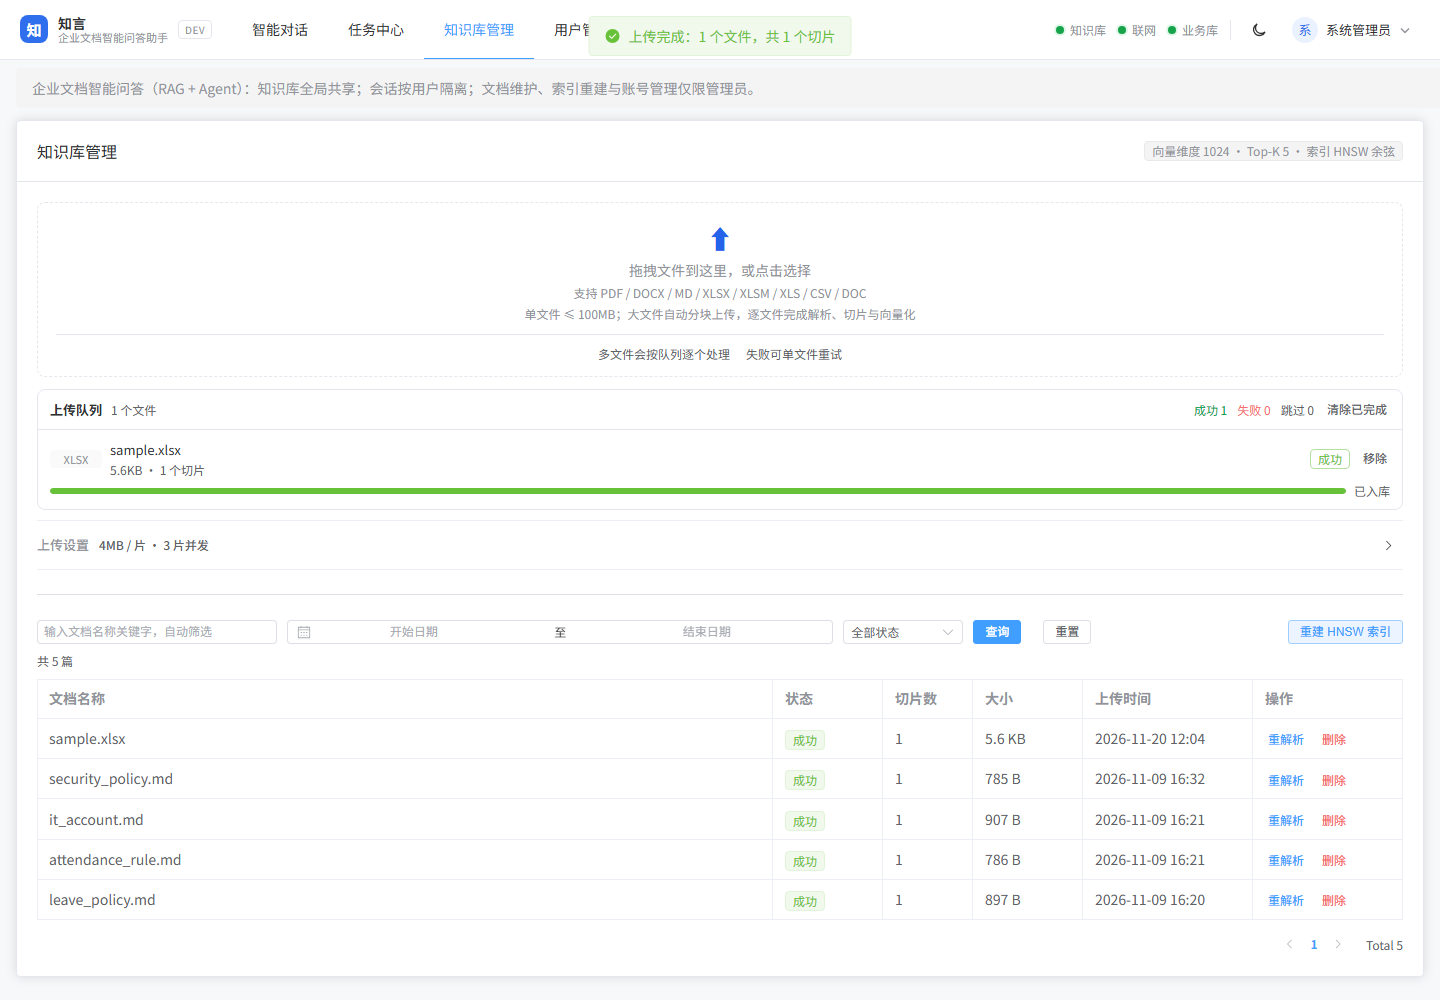 知
知言
企业文档智能问答助手
DEV
智能对话
任务中心
知识库管理
用户管
上传完成：1 个文件，共 1 个切片
知识库
联网
业务库
系
系统管理员
企业文档智能问答（RAG + Agent）：知识库全局共享；会话按用户隔离；文档维护、索引重建与账号管理仅限管理员。
知识库管理
向量维度 1024 · Top-K 5 · 索引 HNSW 余弦
拖拽文件到这里，或点击选择
支持 PDF / DOCX / MD / XLSX / XLSM / XLS / CSV / DOC
单文件 ≤ 100MB；大文件自动分块上传，逐文件完成解析、切片与向量化
多文件会按队列逐个处理 失败可单文件重试
上传队列 1 个文件
成功 1 失败 0 跳过 0 清除已完成
XLSX
sample.xlsx
5.6KB · 1 个切片
成功 移除
已入库
上传设置 4MB / 片 · 3 片并发
输入文档名称关键字，自动筛选
开始日期 至 结束日期
全部状态
查询
重置
重建 HNSW 索引
共 5 篇
文档名称 状态 切片数 大小 上传时间 操作
sample.xlsx 成功 1 5.6 KB 2026-11-20 12:04 重解析 删除
security_policy.md 成功 1 785 B 2026-11-09 16:32 重解析 删除
it_account.md 成功 1 907 B 2026-11-09 16:21 重解析 删除
attendance_rule.md 成功 1 786 B 2026-11-09 16:21 重解析 删除
leave_policy.md 成功 1 897 B 2026-11-09 16:20 重解析 删除
1
Total 5